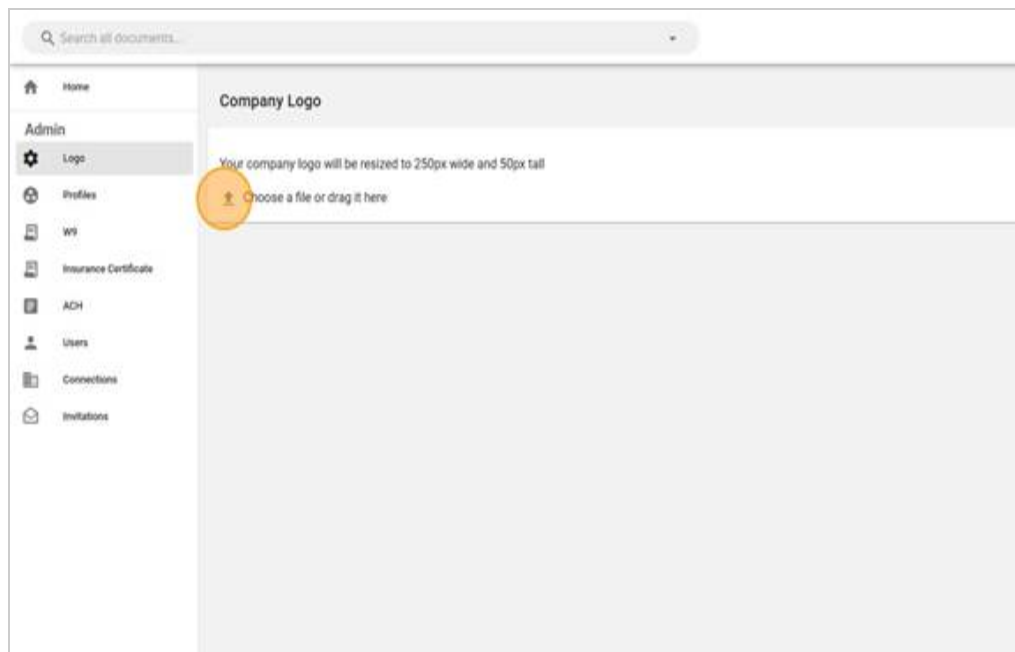 Search all documents...
Home
Company Logo
Admin
Logo
Your company logo will be resized to 250px wide and 50px tall
Profiles
Choose a file or drag it here
W9
Insurance Certificate
ACH
Users
Connections
Invitations